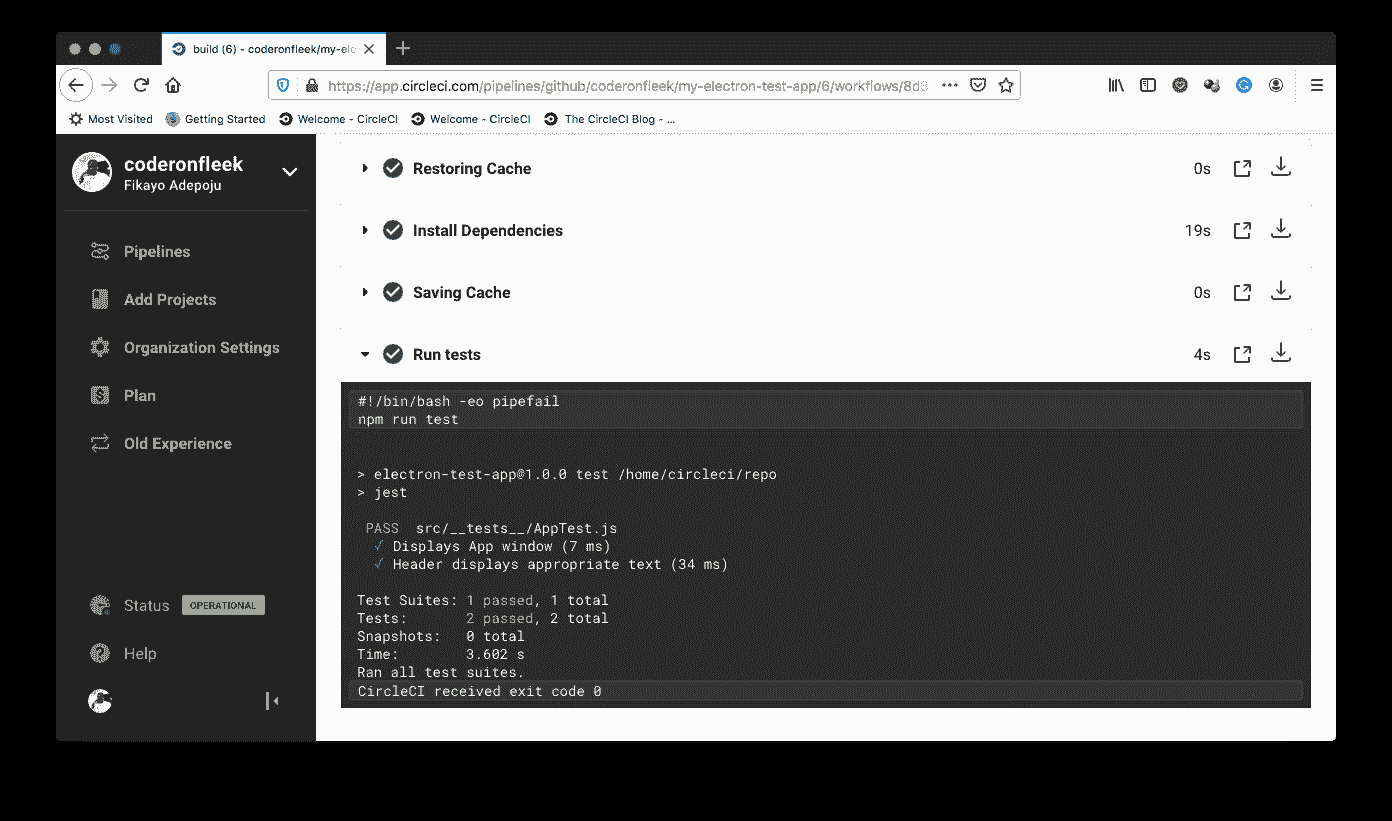 build (6) - coderonfleek/my-elc
https://app.circleci.com/pipelines/github/coderonfleek/my-electron-test-app/6/workflows/8d3
Most Visited
Getting Started
Welcome - CircleCI
Welcome - CircleCI
The CircleCI Blog - ...
coderonfleek
Fikayo Adepoju
Pipelines
Add Projects
Organization Settings
Plan
Old Experience
Status OPERATIONAL
Help
Restoring Cache 0s
Install Dependencies 19s
Saving Cache 0s
Run tests 4s
#!/bin/bash -eo pipefail
npm run test
> electron-test-app@1.0.0 test /home/circleci/repo
> jest
PASS src/__tests__/AppTest.js
✓ Displays App window (7 ms)
✓ Header displays appropriate text (34 ms)
Test Suites: 1 passed, 1 total
Tests: 2 passed, 2 total
Snapshots: 0 total
Time: 3.602 s
Ran all test suites.
CircleCI received exit code 0